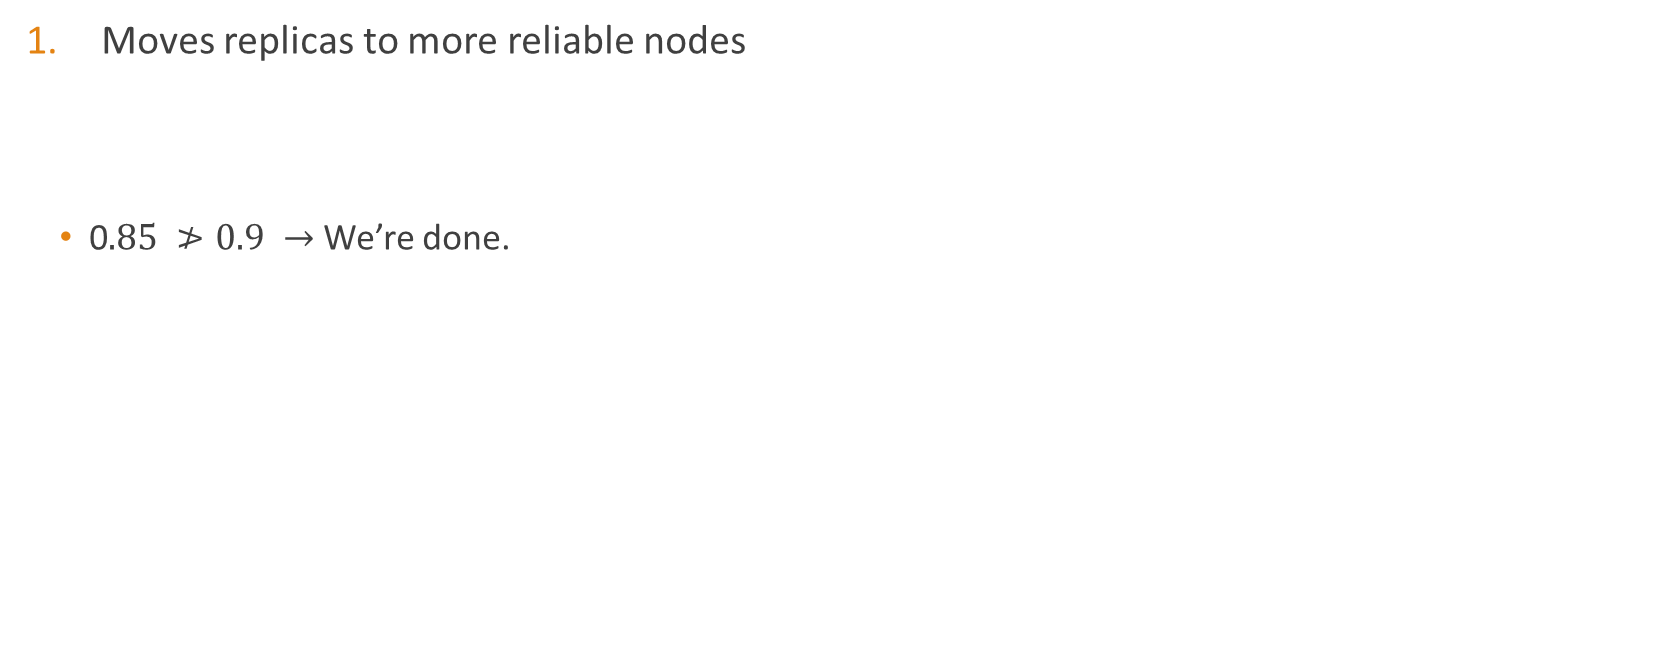 1. Moves replicas to more reliable nodes
• 0.85 ≯ 0.9 → We’re done.